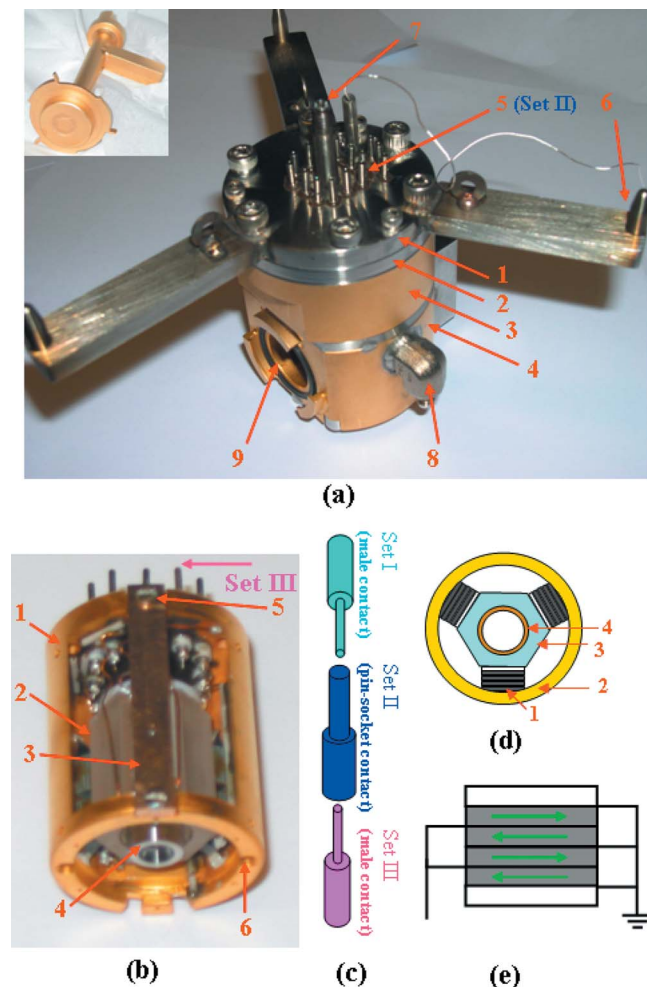 7
5 (Set II)
6
1
2
3
4
9
8
(a)
Set III
5
1
2
3
4
6
(b)
Set I
(male contact)
Set II
(pin-socket contact)
Set III
(male contact)
(c)
4
3
2
1
(d)
(e)